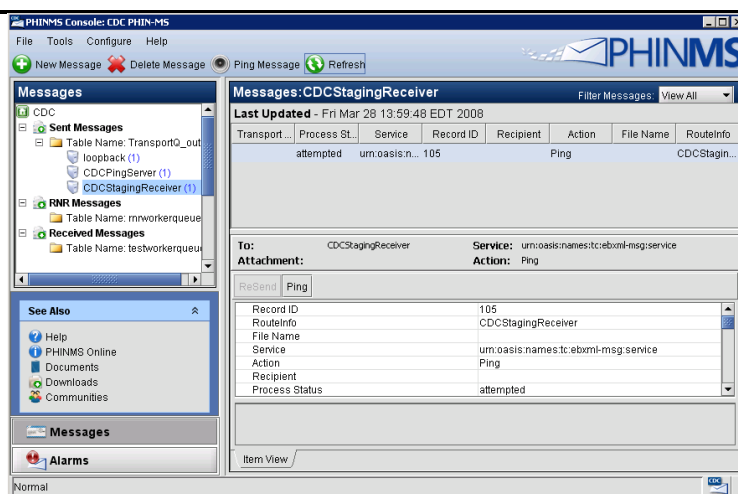 PHINMS Console: CDC PHIN-MS
File Tools Configure Help
New Message Delete Message Ping Message Refresh
PHINMS
Messages
CDC
Sent Messages
Table Name: TransportQ_out
loopback (1)
CDCPingServer (1)
CDCStagingReceiver (1)
RNR Messages
Table Name: rnrworkerqueue
Received Messages
Table Name: testworkerqueu
See Also
Help
PHINMS Online
Documents
Downloads
Communities
Messages
Alarms
Messages:CDCStagingReceiver Filter Messages: View All
Last Updated - Fri Mar 28 13:59:48 EDT 2008
Transport ... Process St... Service Record ID Recipient Action File Name RouteInfo
attempted urn:oasis:n... 105 Ping CDCStagin...
To: CDCStagingReceiver Service: urn:oasis:names:tc:ebxml-msg:service
Attachment: Action: Ping
ReSend Ping
Record ID 105
RouteInfo CDCStagingReceiver
File Name
Service urn:oasis:names:tc:ebxml-msg:service
Action Ping
Recipient
Process Status attempted
Item View
Normal
CDC